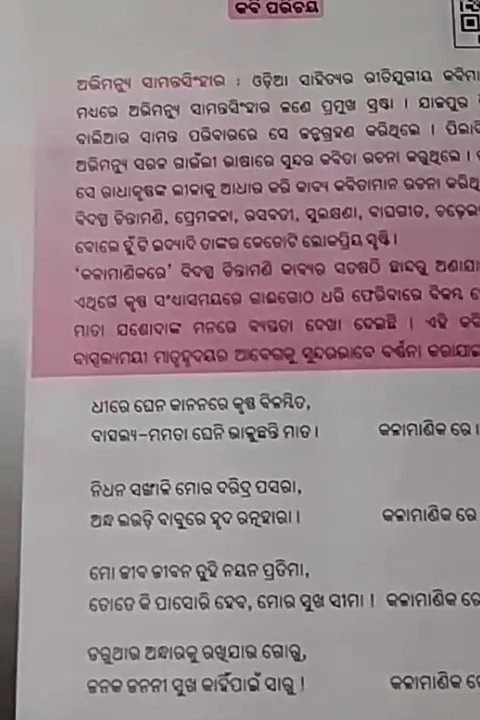 କବି ପରିଚୟ
ଅଭିମନ୍ୟୁ ସାମନ୍ତସିଂହାର : ଓଡ଼ିଆ ସାହିତ୍ୟର ରୀତିଯୁଗୀୟ କବିମା
ମଧ୍ୟରେ ଅଭିମନ୍ୟୁ ସାମନ୍ତସିଂହାର ଜଣେ ପ୍ରମୁଖ ସ୍ରଷ୍ଟା । ଯାଜପୁର
ବାଲିଆର ସାମନ୍ତ ପରିବାରରେ ସେ ଜନ୍ମଗ୍ରହଣ କରିଥିଲେ । ପିଲାଦି
ଅଭିମନ୍ୟୁ ସରଳ ଗାଉଁଲୀ ଭାଷାରେ ସୁନ୍ଦର କବିତା ରଚନା କରୁଥିଲେ ।
ସେ ରାଧାକୃଷ୍ଣଙ୍କ ଲୀଳାକୁ ଆଧାର କରି କାବ୍ୟ କବିତାମାନ ରଚନା କରିଥି
ବିଦଗ୍ଧ ଚିନ୍ତାମଣି, ପ୍ରେମକଳା, ରସବତୀ, ସୁଲକ୍ଷଣା, ବାଘଗୀତ, ଚଢ଼େଇ
ବୋଲେ ହୁଁ ଟି ଇତ୍ୟାଦି ତାଙ୍କର କେତୋଟି ଲୋକପ୍ରିୟ ସୃଷ୍ଟି ।
‘କଳାମାଣିକରେ’ ବିଦଗ୍ଧ ଚିନ୍ତାମଣି କାବ୍ୟର ସତଷଠି ଛାନ୍ଦରୁ ଅଣାଯା
ଏଥିରେ କୃଷ୍ଣ ସଂଧ୍ୟାସମୟରେ ଗାଈଗୋଠ ଧରି ଫେରିବାରେ ବିଳମ୍ବ
ମାତା ଯଶୋଦାଙ୍କ ମନରେ ବ୍ୟସ୍ତତା ଦେଖା ଦେଇଛି । ଏହି କବି
ବାତ୍ସଲ୍ୟମୟୀ ମାତୃହୃଦୟର ଆବେଗକୁ ସୁନ୍ଦରଭାବେ ବର୍ଣ୍ଣନା କରାଯାଇ
ଧୀରେ ଘେନ କାନନରେ କୃଷ୍ଣ ବିଳମ୍ବିତ,
ବାସଲ୍ୟ-ମମତା ଘେନି ଭାଳୁଛନ୍ତି ମାତ । କଳାମାଣିକ ରେ ।
ନିଧନ ସଙ୍ଖାଳି ମୋର ଦରିଦ୍ର ପସରା,
ଅନ୍ଧ ଲଉଡ଼ି ବାବୁରେ ହୃଦ ରତ୍ନହାରା । କଳାମାଣିକ ରେ
ମୋ ଜୀବ ଜୀବନ ତୁହି ନୟନ ପ୍ରତିମା,
ତୋତେ କି ପାସୋରି ହେବ, ମୋର ସୁଖ ସୀମା ! କଳାମାଣିକ ରେ
ଡରୁଥାଉ ଅନ୍ଧାରକୁ ରଖିଯାଉ ଗୋରୁ,
ଜନକ ଜନନୀ ସୁଖ କାହିଁପାଇଁ ସାରୁ ! କଳାମାଣିକ ରେ